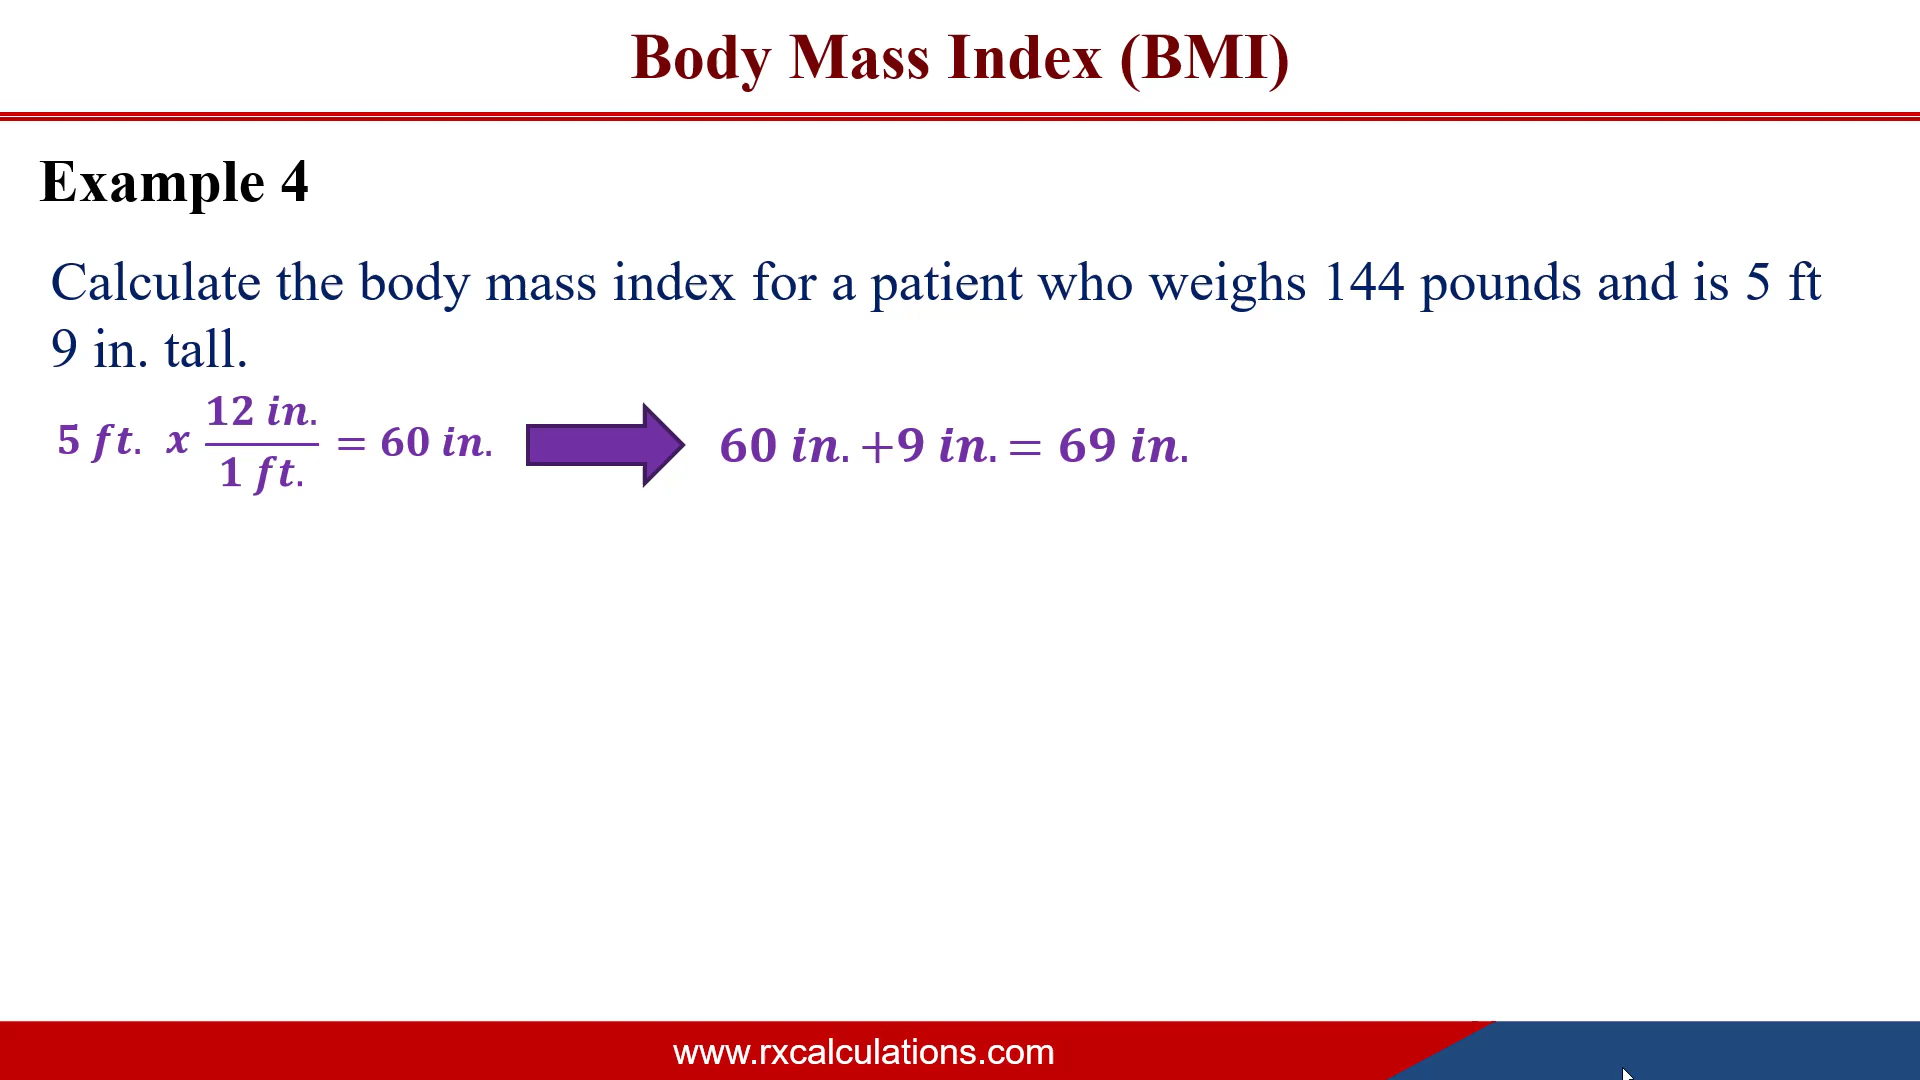 Body Mass Index (BMI)
Example 4
Calculate the body mass index for a patient who weighs 144 pounds and is 5 ft
9 in. tall.
5 ft. x 12 in. / 1 ft. = 60 in.
60 in. +9 in. = 69 in.
www.rxcalculations.com